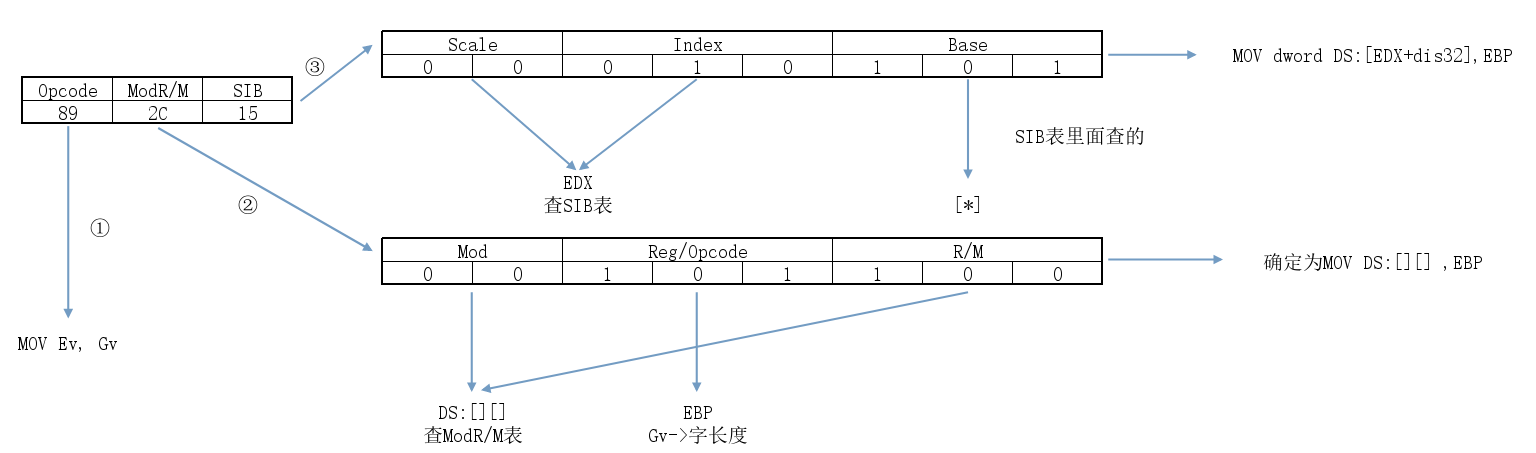 Opcode ModR/M SIB
89 2C 15
③
Scale Index Base
0 0 0 1 0 1 0 1
MOV dword DS:[EDX+dis32],EBP
SIB表里面查的
EDX
查SIB表
[*]
①
②
Mod Reg/Opcode R/M
0 0 1 0 1 1 0 0
确定为MOV DS:[][] ,EBP
MOV Ev, Gv
DS:[][]
查ModR/M表
EBP
Gv->字长度